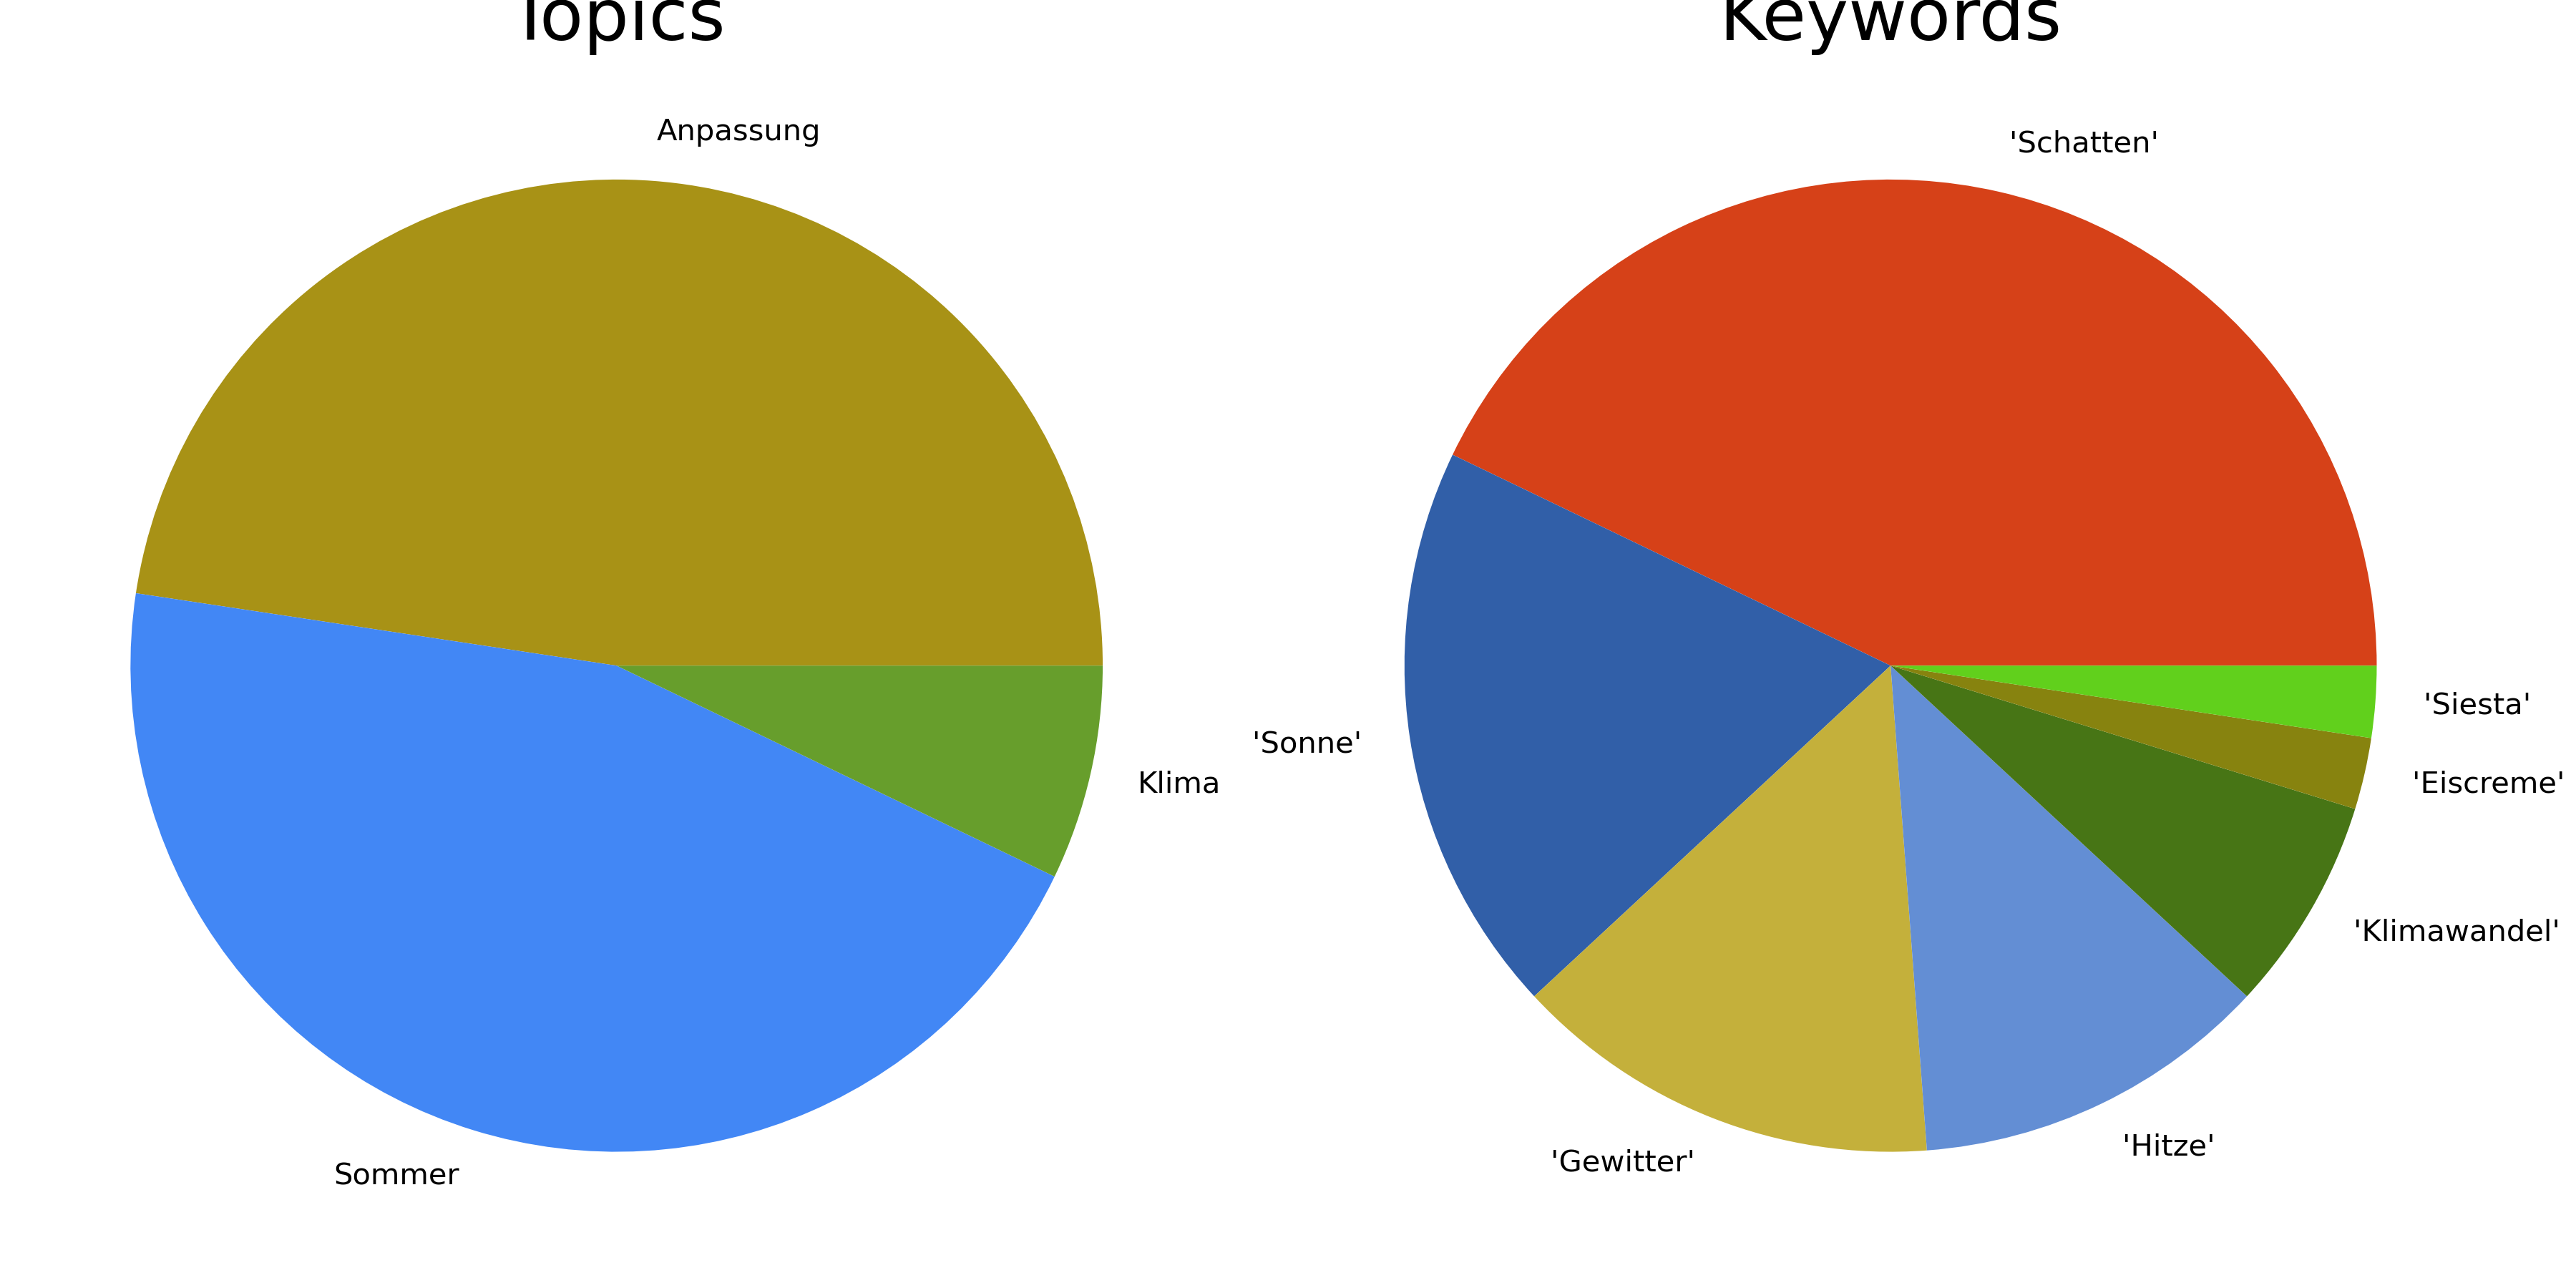 Topics
Keywords
Anpassung
Sommer
Klima
'Schatten'
'Sonne'
'Gewitter'
'Hitze'
'Klimawandel'
'Eiscreme'
'Siesta'